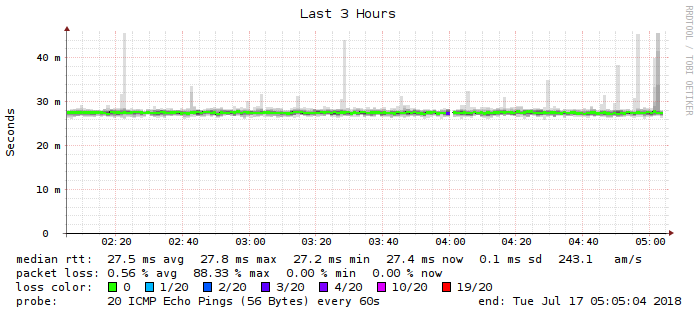 Last 3 Hours
RRDTOOL / TOBI OETIKER
Seconds
40 m
30 m
20 m
10 m
0
02:20 02:40 03:00 03:20 03:40 04:00 04:20 04:40 05:00
median rtt: 27.5 ms avg 27.8 ms max 27.2 ms min 27.4 ms now 0.1 ms sd 243.1 am/s
packet loss: 0.56 % avg 88.33 % max 0.00 % min 0.00 % now
loss color: 0 1/20 2/20 3/20 4/20 10/20 19/20
probe: 20 ICMP Echo Pings (56 Bytes) every 60s end: Tue Jul 17 05:05:04 2018